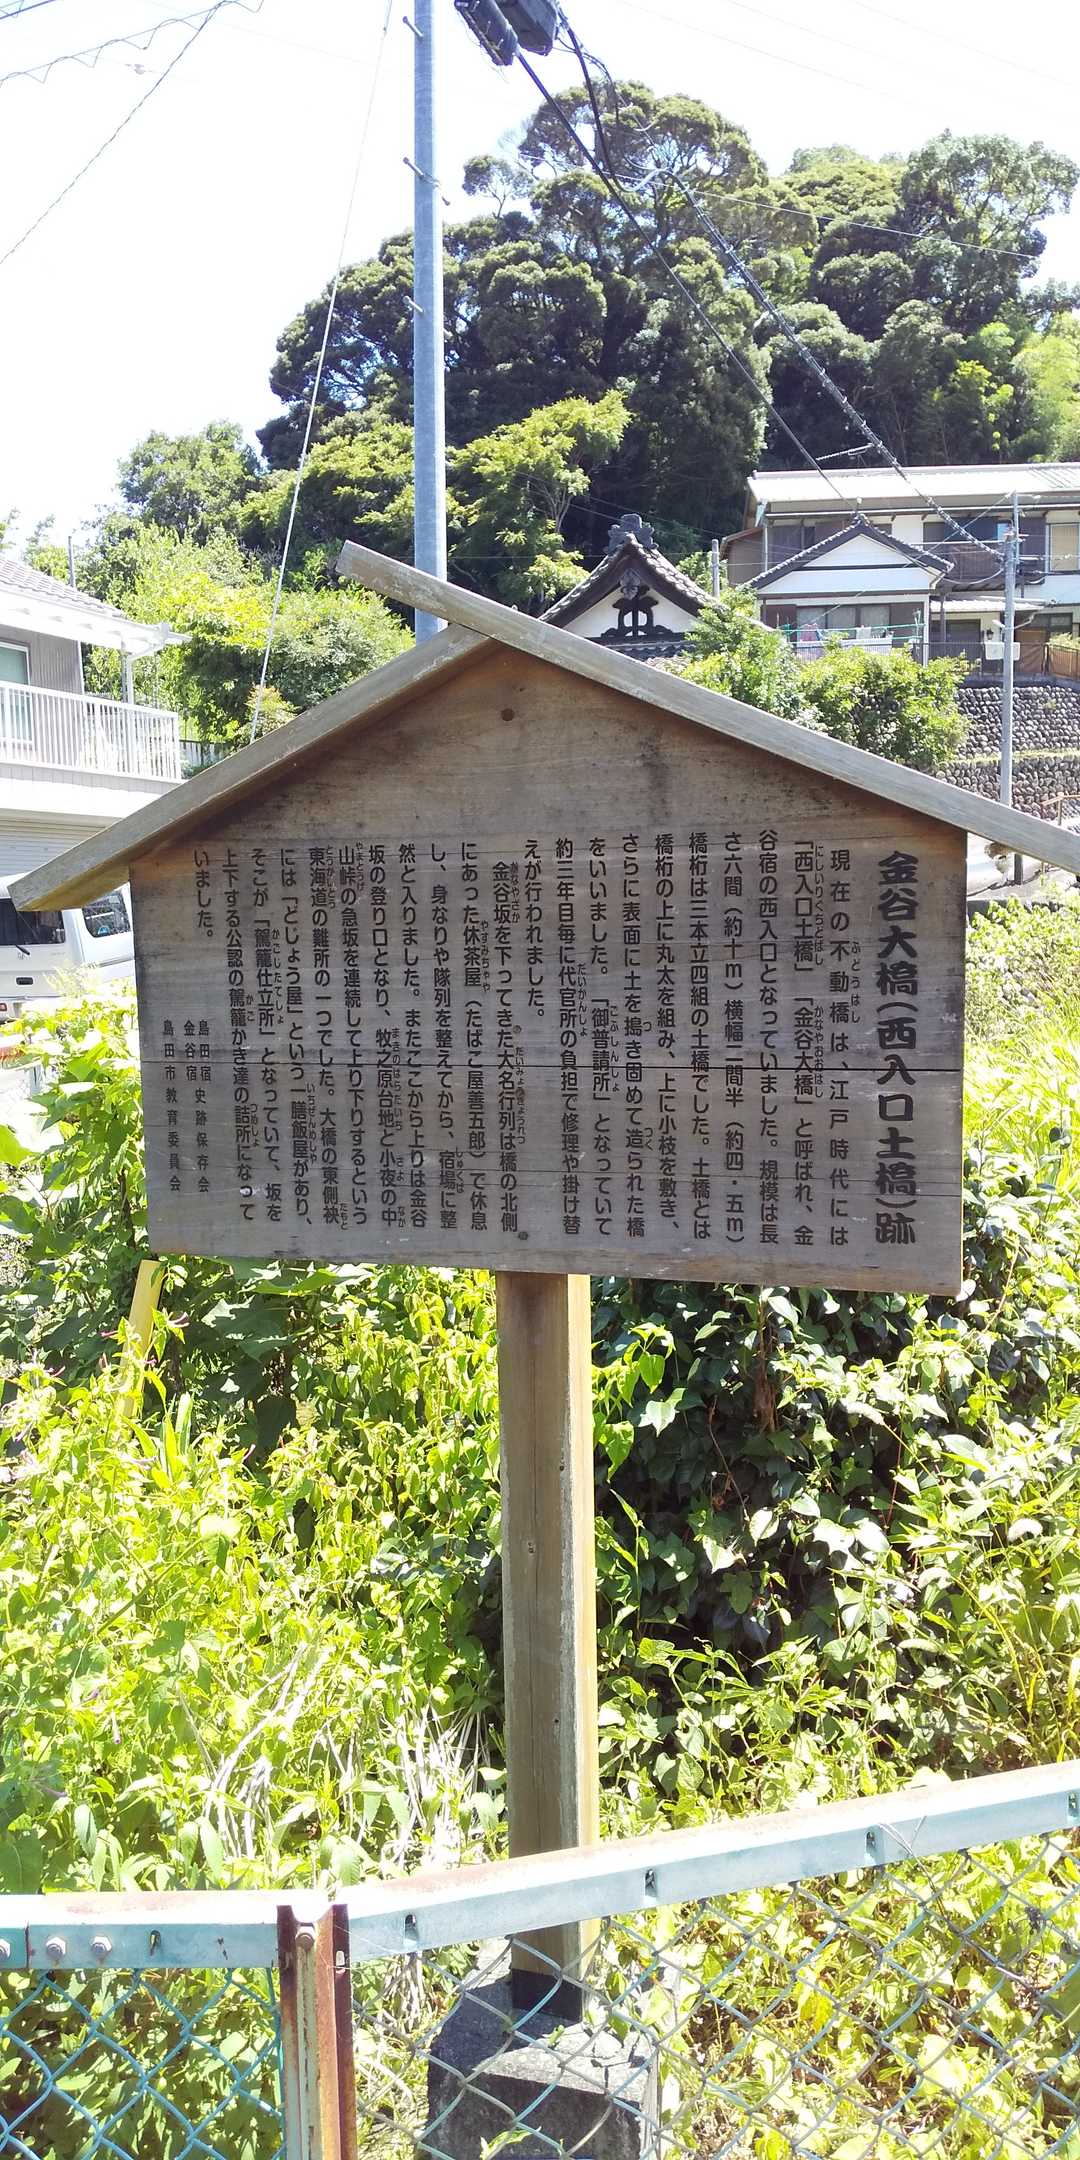 金谷大橋(西入口土橋)跡
現在の不動橋は、江戸時代には
「西入口土橋」「金谷大橋」と呼ばれ、金
谷宿の西入口となっていました。規模は長
さ六間(約十m)横幅二間半(約四・五m)
橋桁は三本立四組の土橋でした。土橋とは
橋桁の上に丸太を組み、上に小枝を敷き、
さらに表面に土を搗き固めて造られた橋
をいいました。「御普請所」となっていて
約三年目毎に代官所の負担で修理や掛け替
えが行われました。
金谷坂を下ってきた大名行列は橋の北側
にあった休茶屋(たばこ屋善五郎)で休息
し、身なりや隊列を整えてから、宿場に整
然と入りました。またここから上りは金谷
坂の登り口となり、牧之原台地と小夜の中
山峠の急坂を連続して上り下りするという
東海道の難所の一つでした。大橋の東側袂
には「どじょう屋」という一膳飯屋があり、
そこが「駕籠仕立所」となっていて、坂を
上下する公認の駕籠かき達の詰所になって
いました。
島田宿
金谷宿 史跡保存会
島田市教育委員会